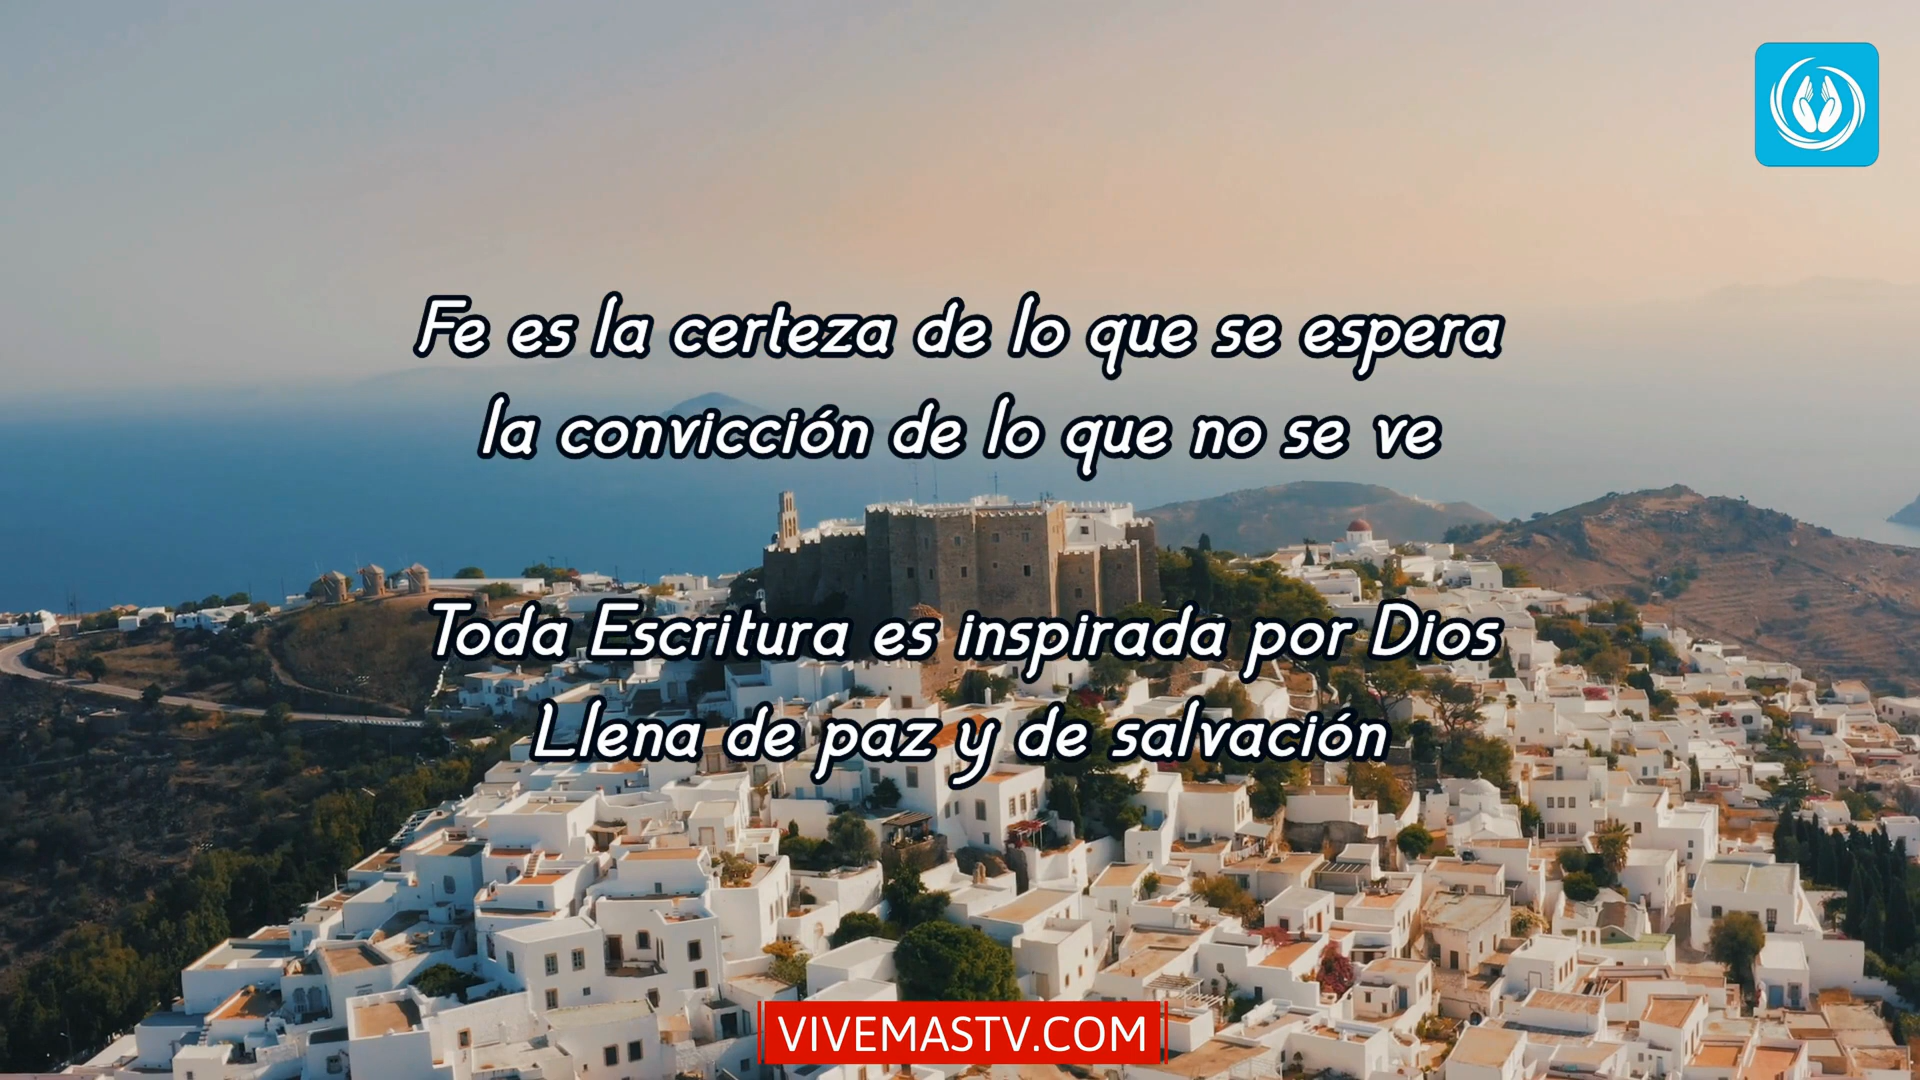 Fe es la certeza de lo que se espera
la convicción de lo que no se ve
Toda Escritura es inspirada por Dios
Llena de paz y de salvación
VIVEMASTV.COM